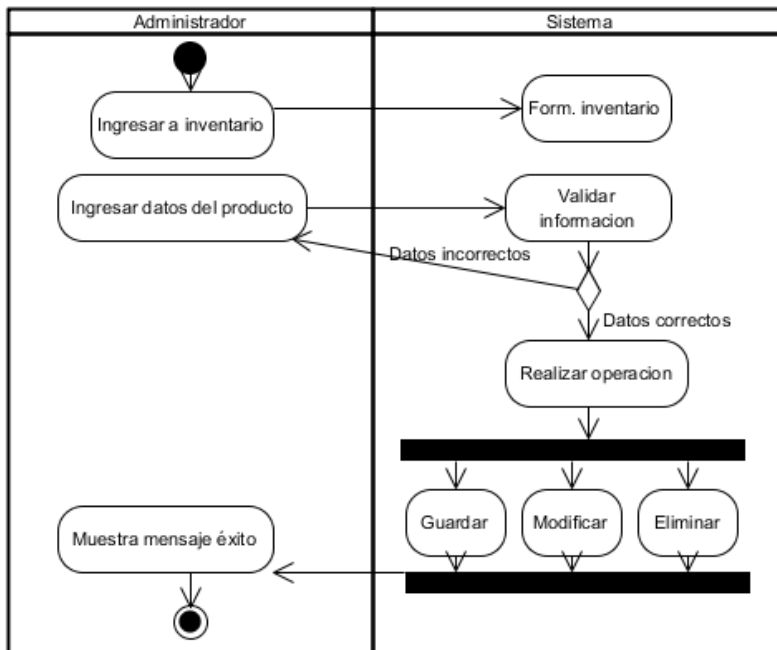 Administrador
Sistema
Ingresar a inventario
Form. inventario
Ingresar datos del producto
Validar
informacion
Datos incorrectos
Datos correctos
Realizar operacion
Guardar
Modificar
Eliminar
Muestra mensaje éxito